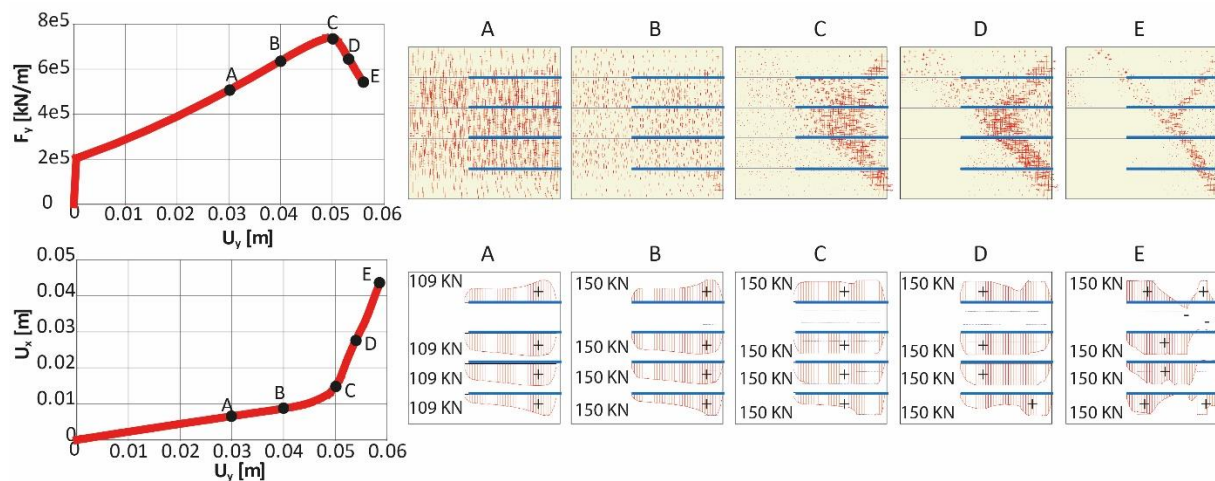 8e5
6e5
4e5
2e5
0
Fy [kN/m]
A
B
C
D
E
0
0.01
0.02
0.03
0.04
0.05
0.06
Uy [m]
A
B
C
D
E
0.05
0.04
0.03
0.02
0.01
0
Ux [m]
A
B
C
D
E
0
0.01
0.02
0.03
0.04
0.05
0.06
Uy [m]
A
109 KN
+
109 KN
+
109 KN
+
109 KN
+
B
150 KN
+
150 KN
+
150 KN
+
150 KN
+
C
150 KN
+
150 KN
+
150 KN
+
150 KN
+
D
150 KN
+
150 KN
+
150 KN
+
150 KN
+
E
150 KN
+ +
- -
150 KN
+
150 KN
+
150 KN
+ +